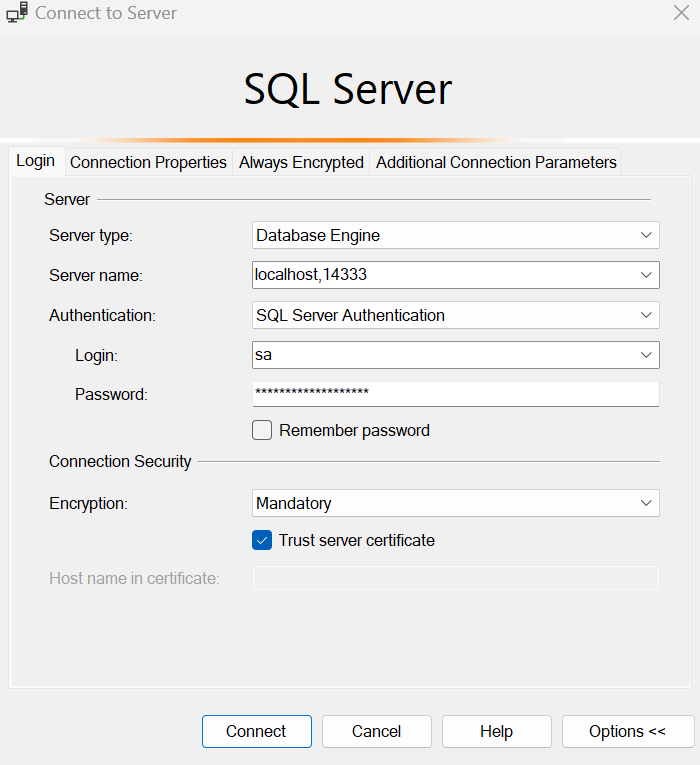 Connect to Server
SQL Server
Login Connection Properties Always Encrypted Additional Connection Parameters
Server
Server type: Database Engine
Server name: localhost,14333
Authentication: SQL Server Authentication
Login: sa
Password: *******************
Remember password
Connection Security
Encryption: Mandatory
Trust server certificate
Host name in certificate:
Connect Cancel Help Options <<